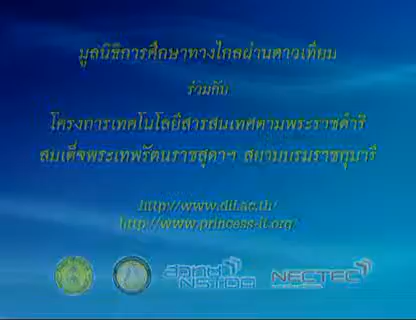 มูลนิธิการศึกษาทางไกลผ่านดาวเทียม
ร่วมกับ
โครงการเทคโนโลยีสารสนเทศตามพระราชดำริ
สมเด็จพระเทพรัตนราชสุดาฯ สยามบรมราชกุมารี
http://www.dlf.ac.th/
http://www.princess-it.org/
สวทช
NSTDA
NECTEC